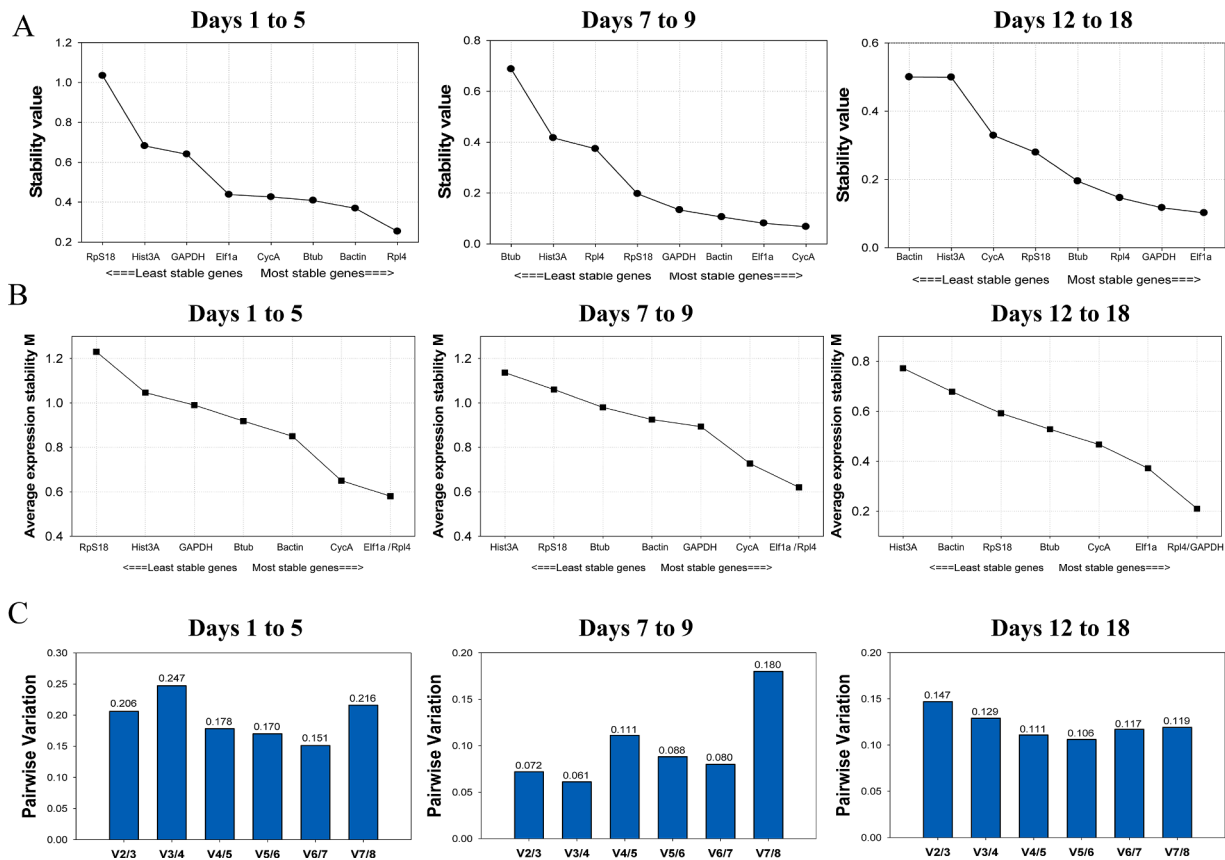 A
Days 1 to 5
Days 7 to 9
Days 12 to 18
Stability value
1.2
1.0
0.8
0.6
0.4
0.2
RpS18 Hist3A GAPDH Elf1a CycA Btub Bactin Rpl4
<===Least stable genes Most stable genes===>
Stability value
0.8
0.6
0.4
0.2
0.0
Btub Hist3A Rpl4 RpS18 GAPDH Bactin Elf1a CycA
<===Least stable genes Most stable genes===>
Stability value
0.6
0.4
0.2
0.0
Bactin Hist3A CycA RpS18 Btub Rpl4 GAPDH Elf1a
<===Least stable genes Most stable genes===>
B
Days 1 to 5
Days 7 to 9
Days 12 to 18
Average expression stability M
1.2
1.0
0.8
0.6
0.4
RpS18 Hist3A GAPDH Btub Bactin CycA Elf1a /Rpl4
<===Least stable genes Most stable genes===>
Average expression stability M
1.2
1.0
0.8
0.6
0.4
Hist3A RpS18 Btub Bactin GAPDH CycA Elf1a /Rpl4
<===Least stable genes Most stable genes===>
Average expression stability M
0.8
0.6
0.4
0.2
Hist3A Bactin RpS18 Btub CycA Elf1a Rpl4/GAPDH
<===Least stable genes Most stable genes===>
C
Days 1 to 5
Days 7 to 9
Days 12 to 18
Pairwise Variation
0.30
0.25
0.20
0.15
0.10
0.05
0.00
0.206 0.247 0.178 0.170 0.151 0.216
V2/3 V3/4 V4/5 V5/6 V6/7 V7/8
Pairwise Variation
0.20
0.15
0.10
0.05
0.00
0.072 0.061 0.111 0.088 0.080 0.180
V2/3 V3/4 V4/5 V5/6 V6/7 V7/8
Pairwise Variation
0.20
0.15
0.10
0.05
0.00
0.147 0.129 0.111 0.106 0.117 0.119
V2/3 V3/4 V4/5 V5/6 V6/7 V7/8